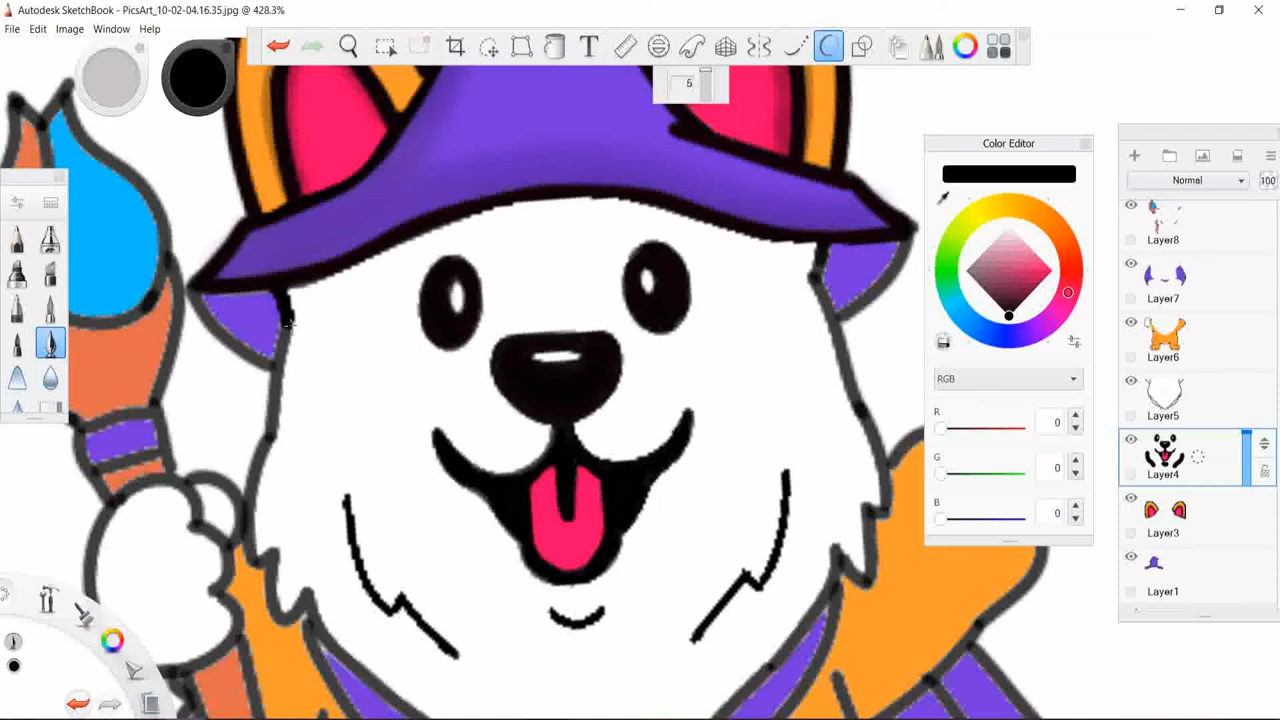 Autodesk SketchBook - PicsArt_10-02-04.16.35.jpg @ 428.3%
File Edit Image Window Help
T
5
Color Editor
RGB
R 0
G 0
B 0
Normal 100
Layer8
Layer7
Layer6
Layer5
Layer4
Layer3
Layer1